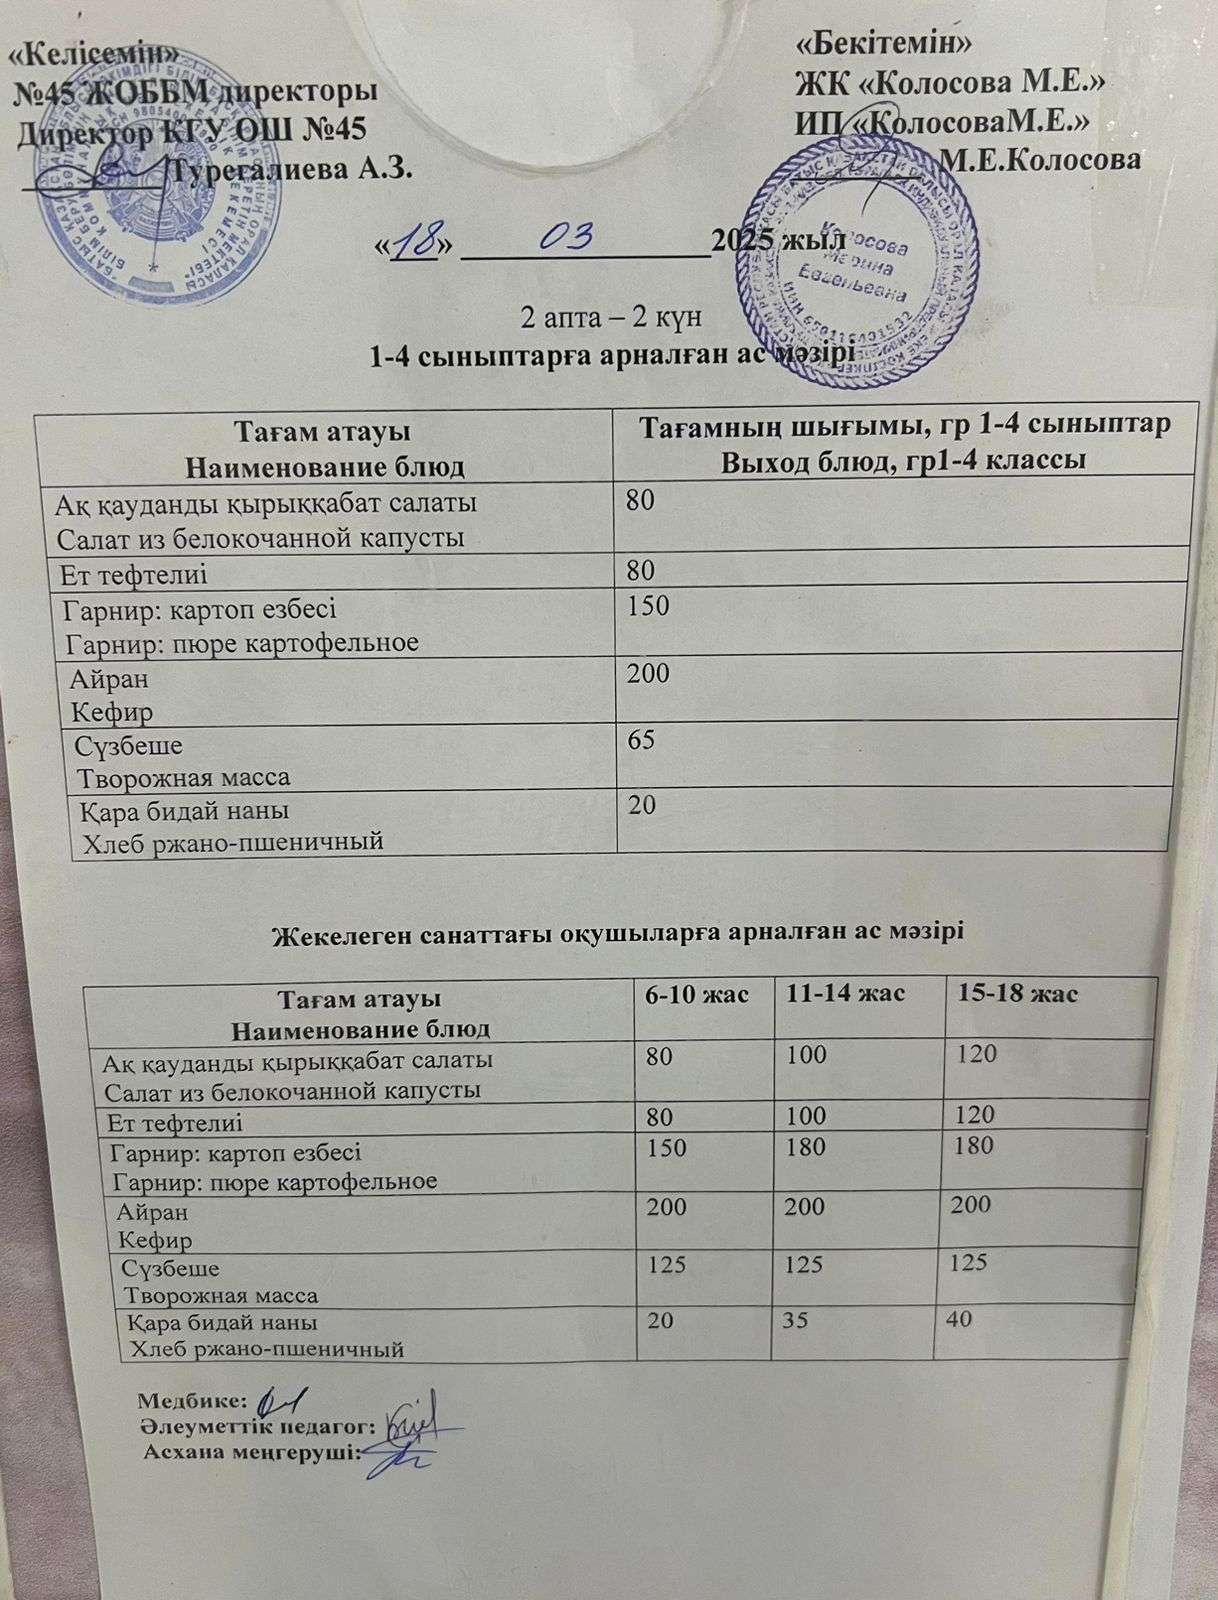 «Келісемін»
№45 ЖОББМ директоры
Директор КГУ ОШ №45
Турегалиева А.З.
«Бекітемін»
ЖК «Колосова М.Е.»
ИП «КолосоваМ.Е.»
М.Е.Колосова
Колосова
Марина
Евгеньевна
«18» 03 2025 жыл
2 апта – 2 күн
1-4 сыныптарға арналған ас мәзірі
Тағам атауы
Наименование блюд
Тағамның шығымы, гр 1-4 сыныптар
Выход блюд, гр1-4 классы
Ақ қауданды қырыққабат салаты 80
Салат из белокочанной капусты
Ет тефтелиі 80
Гарнир: картоп езбесі 150
Гарнир: пюре картофельное
Айран 200
Кефир
Сүзбеше 65
Творожная масса
Қара бидай наны 20
Хлеб ржано-пшеничный
Жекелеген санаттағы оқушыларға арналған ас мәзірі
Тағам атауы 6-10 жас 11-14 жас 15-18 жас
Наименование блюд
Ақ қауданды қырыққабат салаты 80 100 120
Салат из белокочанной капусты
Ет тефтелиі 80 100 120
Гарнир: картоп езбесі 150 180 180
Гарнир: пюре картофельное
Айран 200 200 200
Кефир
Сүзбеше 125 125 125
Творожная масса
Қара бидай наны 20 35 40
Хлеб ржано-пшеничный
Медбике:
Әлеуметтік педагог:
Асхана меңгеруші: